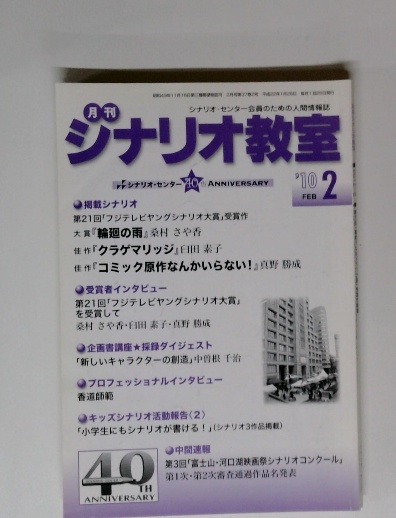 シナリオ・センター会員のための人間情報誌
月刊
シナリオ教室
シナリオ・センター 40th ANNIVERSARY
'10 FEB 2
●掲載シナリオ
第21回「フジテレビヤングシナリオ大賞」受賞作
大賞『輪廻の雨』桑村 さや香
佳作『クラゲマリッジ』臼田 素子
佳作『コミック原作なんかいらない!』真野 勝成
●受賞者インタビュー
第21回「フジテレビヤングシナリオ大賞」
を受賞して
桑村 さや香・臼田 素子・真野 勝成
●企画書講座★採録ダイジェスト
「新しいキャラクターの創造」中曽根 千治
●プロフェッショナルインタビュー
香道師範
●キッズシナリオ活動報告〈2〉
「小学生にもシナリオが書ける!」(シナリオ3作品掲載)
●中間速報
第3回「富士山・河口湖映画祭シナリオコンクール」
第1次・第2次審査通過作品名発表
40TH
ANNIVERSARY